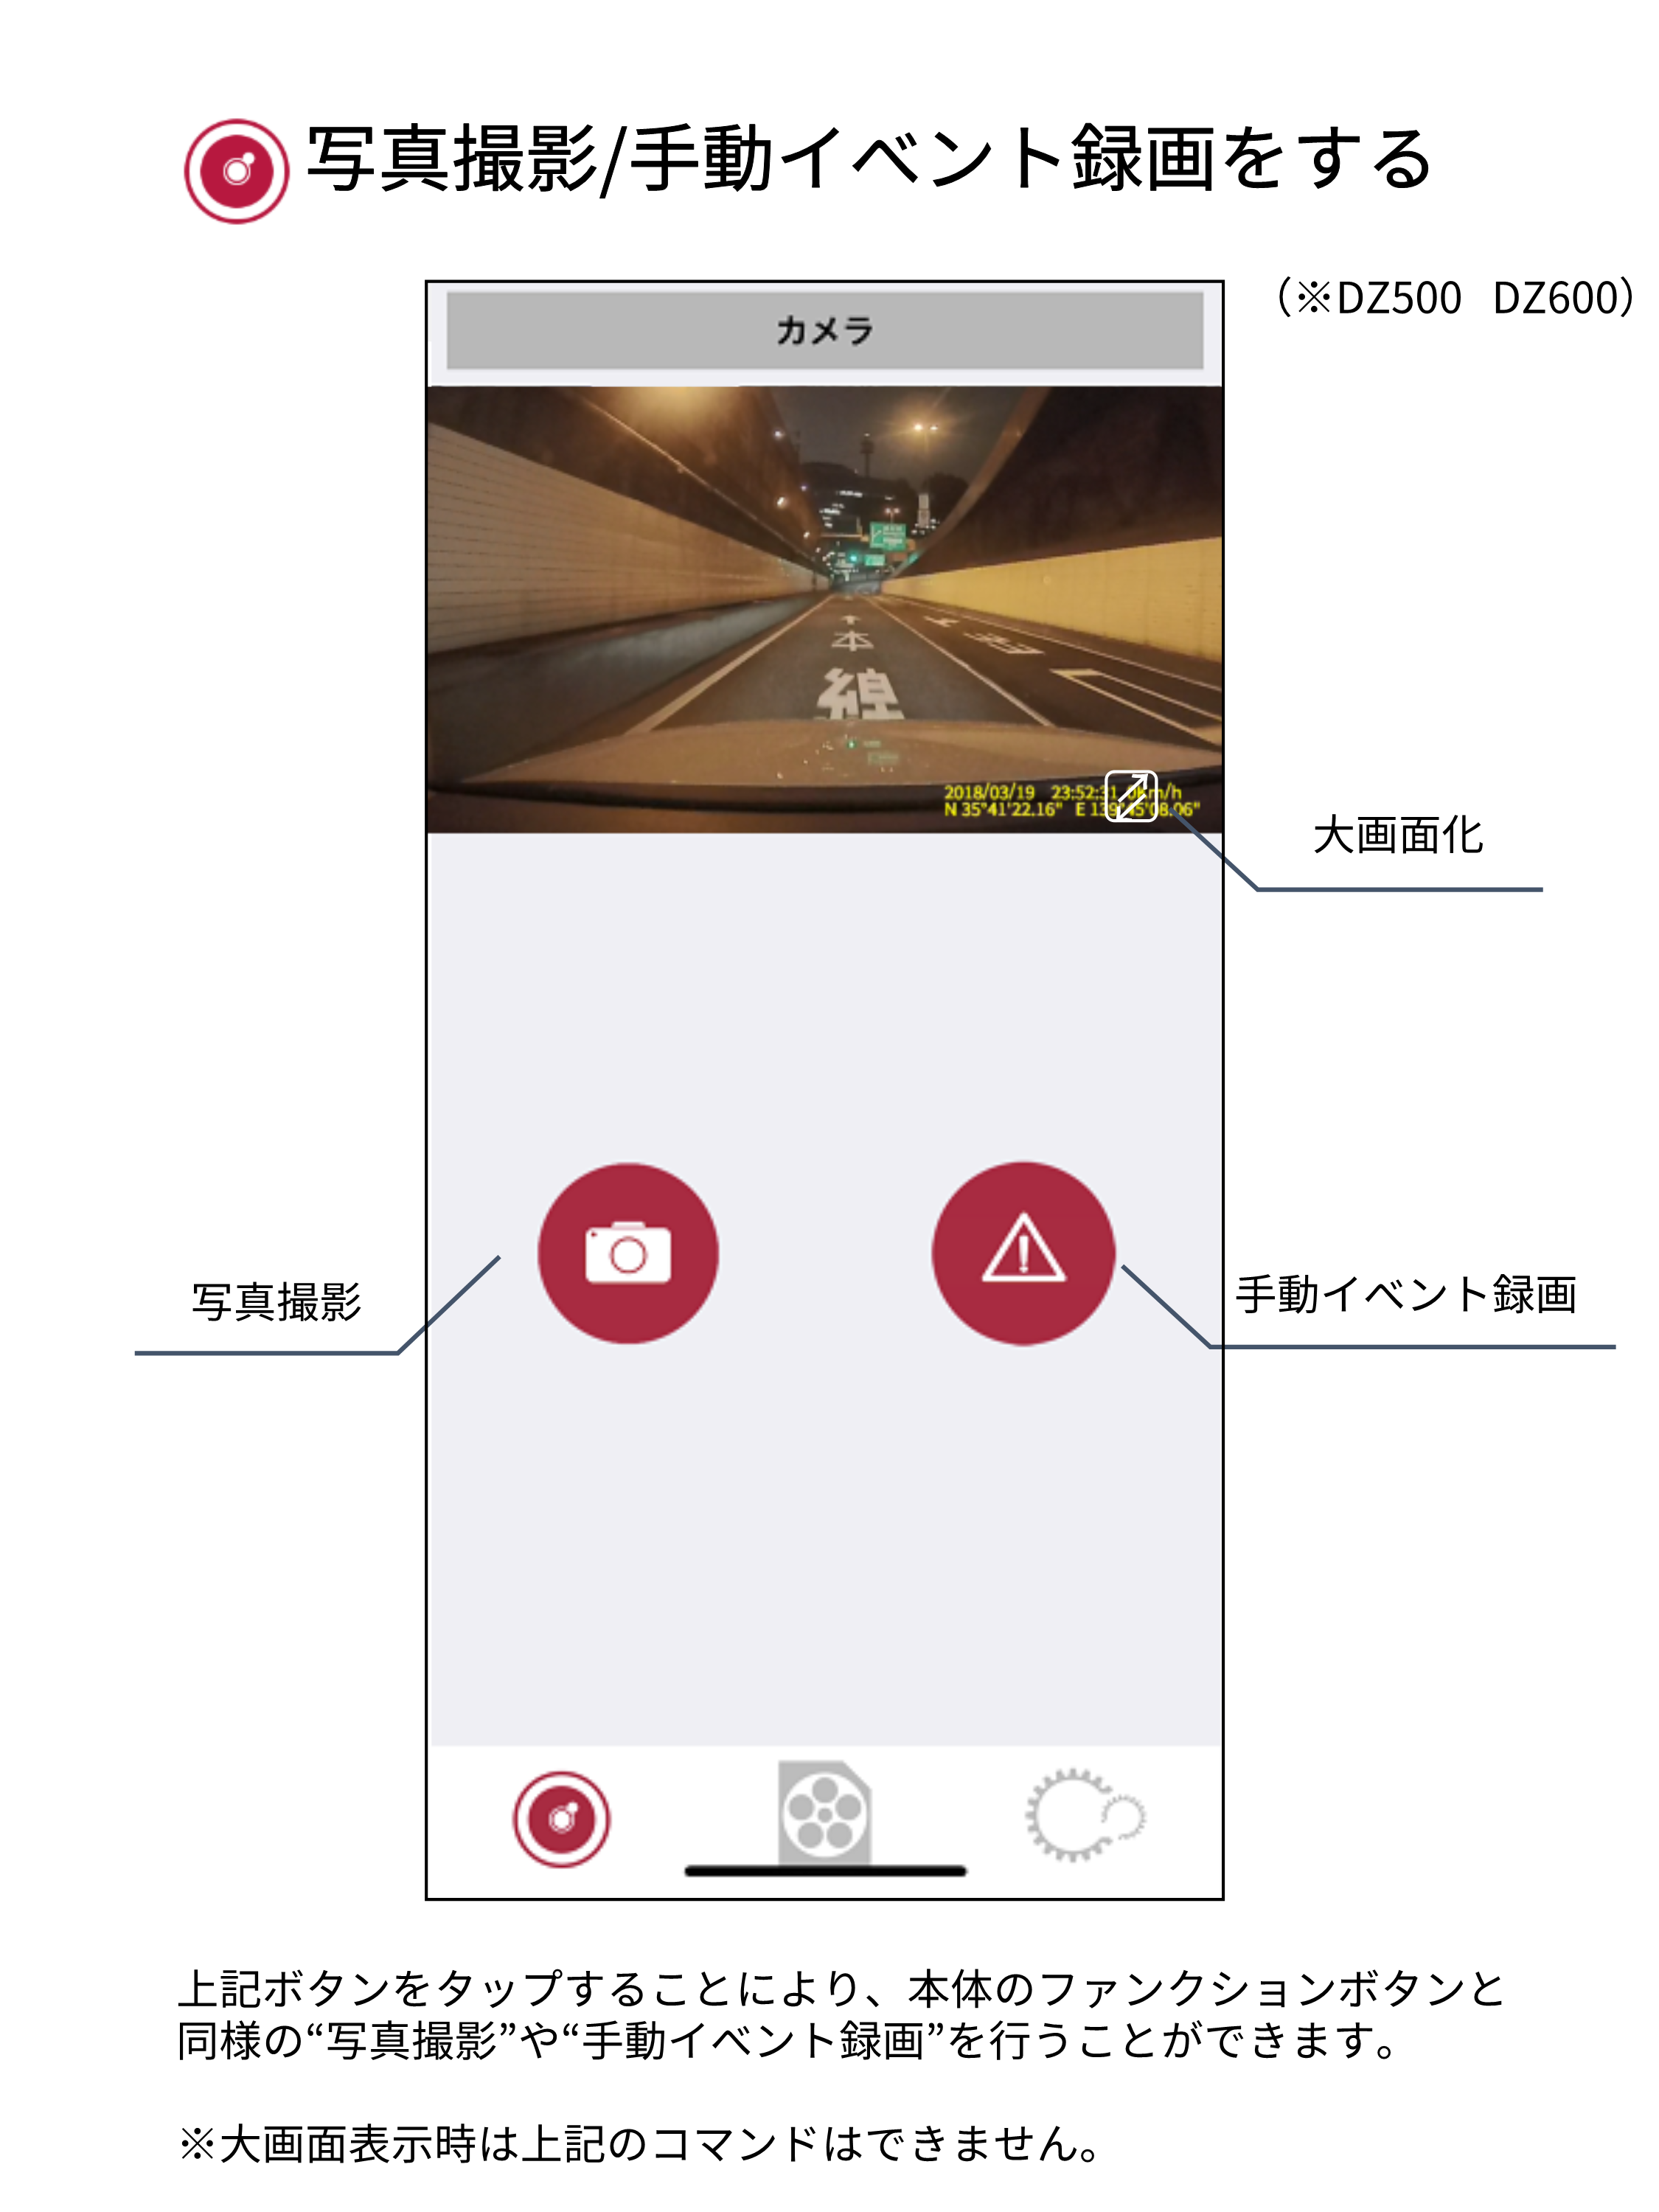 写真撮影/手動イベント録画をする
(※DZ500 DZ600)
カメラ
本
線
2018/03/19 23:52:31 0Km/h
N 35°41'22.16" E 139°45'08.06"
大画面化
写真撮影
手動イベント録画
上記ボタンをタップすることにより、本体のファンクションボタンと
同様の“写真撮影”や“手動イベント録画”を行うことができます。
※大画面表示時は上記のコマンドはできません。